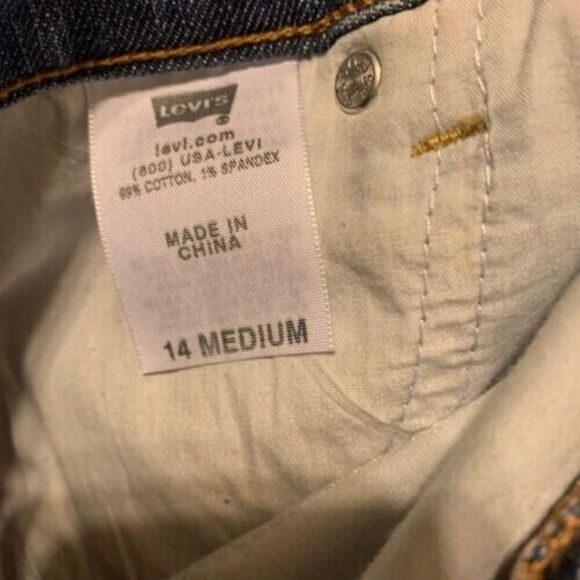 Levi's
®
levi.com
(800) USA-LEVI
99% COTTON, 1% SPANDEX
MADE IN
CHINA
14 MEDIUM